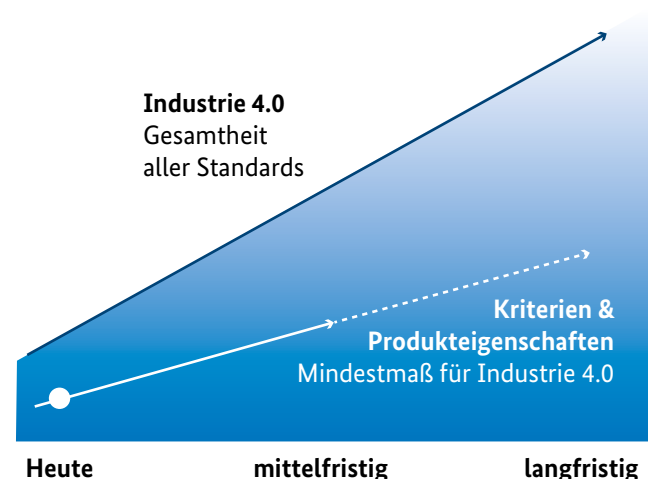 Industrie 4.0
Gesamtheit
aller Standards
Kriterien &
Produkteigenschaften
Mindestmaß für Industrie 4.0
Heute mittelfristig langfristig